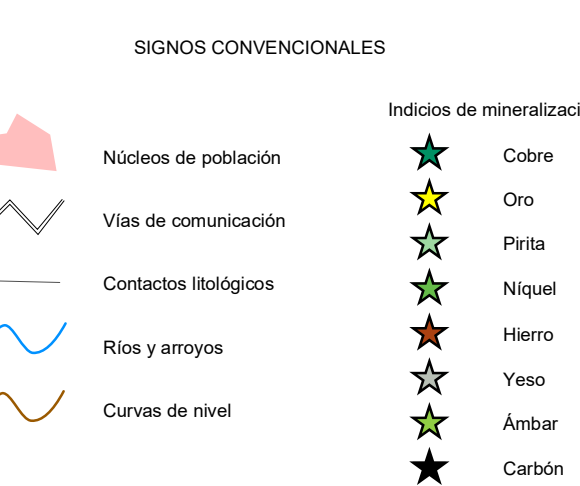 SIGNOS CONVENCIONALES
Núcleos de población
Vías de comunicación
Contactos litológicos
Ríos y arroyos
Curvas de nivel
Indicios de mineralizaci
Cobre
Oro
Pirita
Níquel
Hierro
Yeso
Ámbar
Carbón